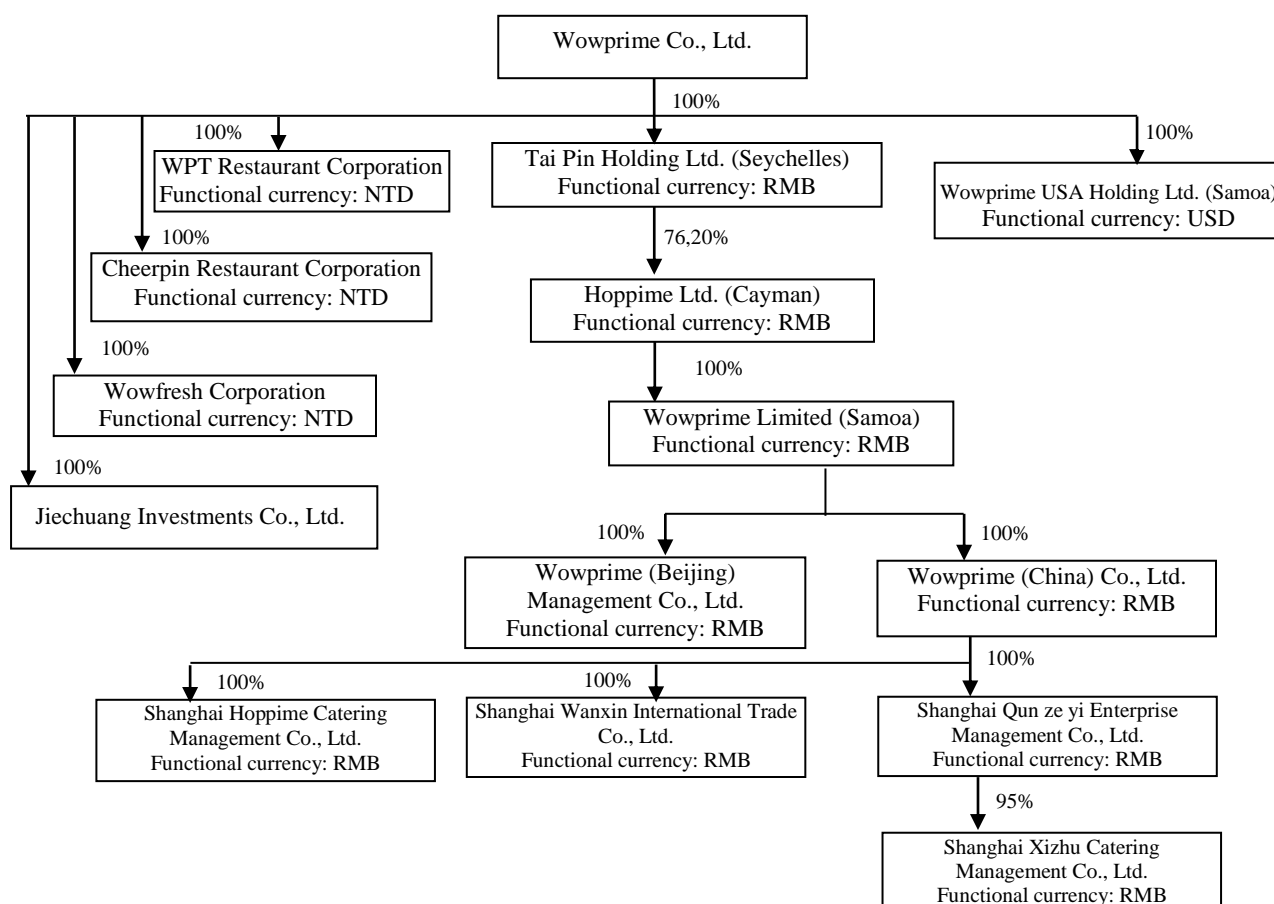 Wowprime Co., Ltd.
100%
100%
WPT Restaurant Corporation
Functional currency: NTD
Tai Pin Holding Ltd. (Seychelles)
Functional currency: RMB
100%
Wowprime USA Holding Ltd. (Samoa)
Functional currency: USD
100%
Cheerpin Restaurant Corporation
Functional currency: NTD
76,20%
Hoppime Ltd. (Cayman)
Functional currency: RMB
100%
Wowfresh Corporation
Functional currency: NTD
100%
Wowprime Limited (Samoa)
Functional currency: RMB
100%
Jiechuang Investments Co., Ltd.
100%
Wowprime (Beijing)
Management Co., Ltd.
Functional currency: RMB
100%
Wowprime (China) Co., Ltd.
Functional currency: RMB
100%
Shanghai Hoppime Catering
Management Co., Ltd.
Functional currency: RMB
100%
Shanghai Wanxin International Trade
Co., Ltd.
Functional currency: RMB
100%
Shanghai Qun ze yi Enterprise
Management Co., Ltd.
Functional currency: RMB
95%
Shanghai Xizhu Catering
Management Co., Ltd.
Functional currency: RMB